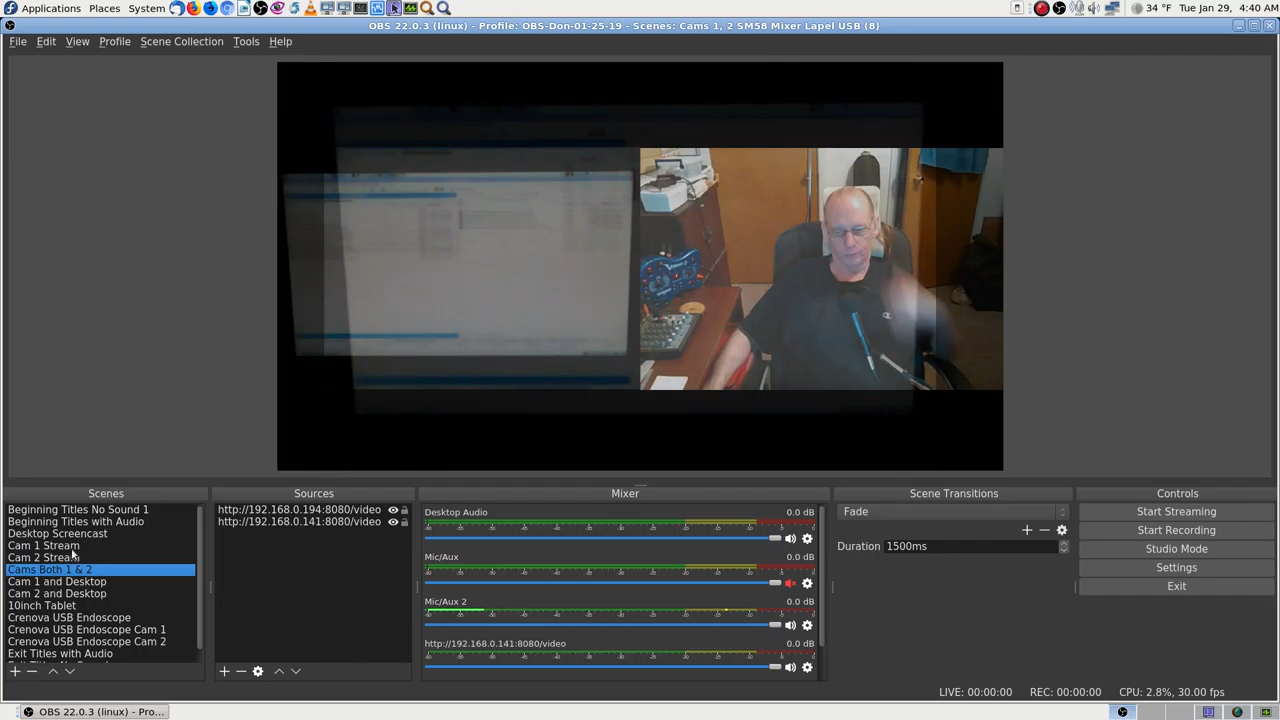 Applications Places System
34 °F Tue Jan 29, 4:40 AM
OBS 22.0.3 (linux) - Profile: OBS-Don-01-25-19 - Scenes: Cams 1, 2 SM58 Mixer Lapel USB (8)
File Edit View Profile Scene Collection Tools Help
Scenes
Beginning Titles No Sound 1
Beginning Titles with Audio
Desktop Screencast
Cam 1 Stream
Cam 2 Stream
Cams Both 1 & 2
Cam 1 and Desktop
Cam 2 and Desktop
10inch Tablet
Crenova USB Endoscope
Crenova USB Endoscope Cam 1
Crenova USB Endoscope Cam 2
Exit Titles with Audio
Sources
http://192.168.0.194:8080/video
http://192.168.0.141:8080/video
Mixer
Desktop Audio 0.0 dB
Mic/Aux 0.0 dB
Mic/Aux 2 0.0 dB
http://192.168.0.141:8080/video 0.0 dB
Scene Transitions
Fade
Duration 1500ms
Controls
Start Streaming
Start Recording
Studio Mode
Settings
Exit
LIVE: 00:00:00 REC: 00:00:00 CPU: 2.8%, 30.00 fps
OBS 22.0.3 (linux) - Pro...